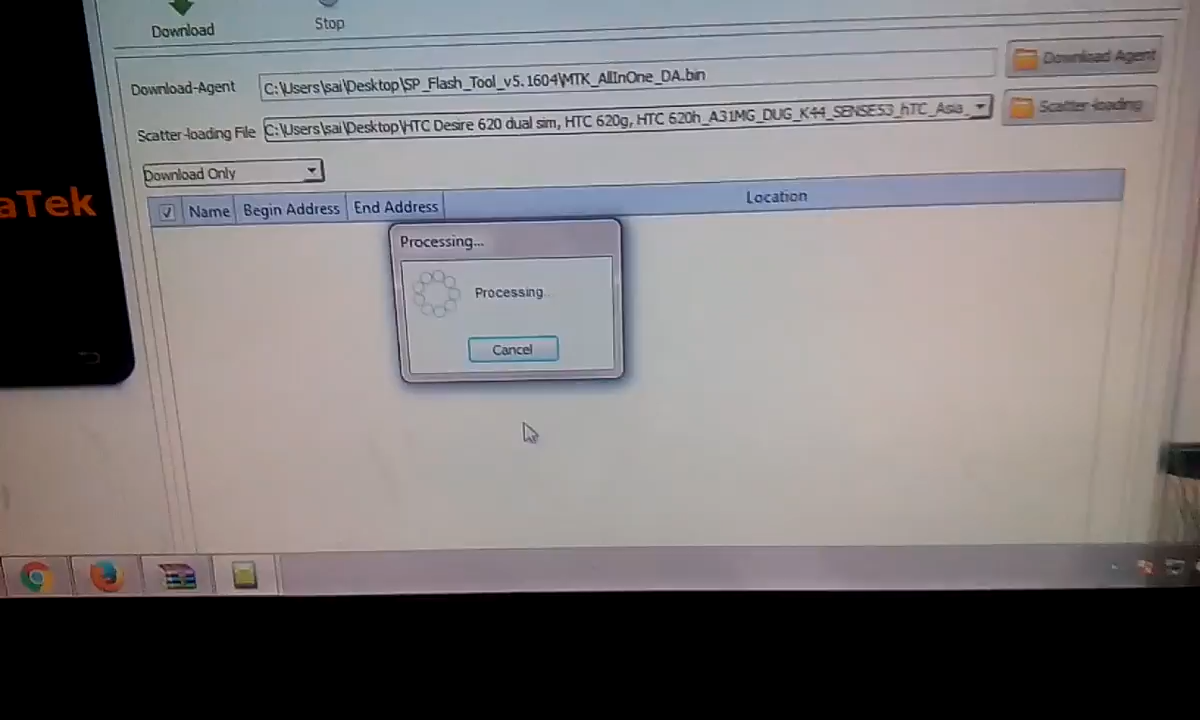 Download
Stop
Download-Agent
C:\Users\sai\Desktop\SP_Flash_Tool_v5.1604\MTK_AllInOne_DA.bin
Download Agent
Scatter-loading File
C:\Users\sai\Desktop\HTC Desire 620 dual sim, HTC 620g, HTC 620h_A31MG_DUG_K44_SENSE53_hTC_Asia_
Scatter-loading
Download Only
aTek
Name
Begin Address
End Address
Location
Processing...
Processing.
Cancel